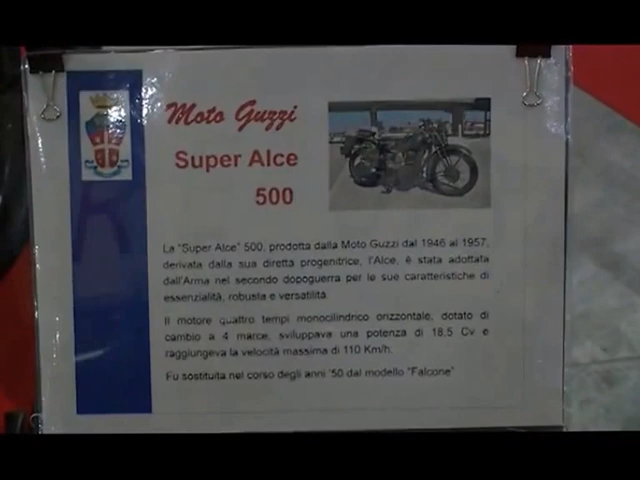 Moto Guzzi
Super Alce
500
La "Super Alce" 500, prodotta dalla Moto Guzzi dal 1946 al 1957,
derivata dalla sua diretta progenitrice, l'Alce, è stata adottata
dall'Arma nel secondo dopoguerra per le sue caratteristiche di
essenzialità, robusta e versatilità.
Il motore quattro tempi monocilindrico orizzontale, dotato di
cambio a 4 marce, sviluppava una potenza di 18.5 Cv e
raggiungeva la velocità massima di 110 Km/h.
Fu sostituita nel corso degli anni '50 dal modello "Falcone"